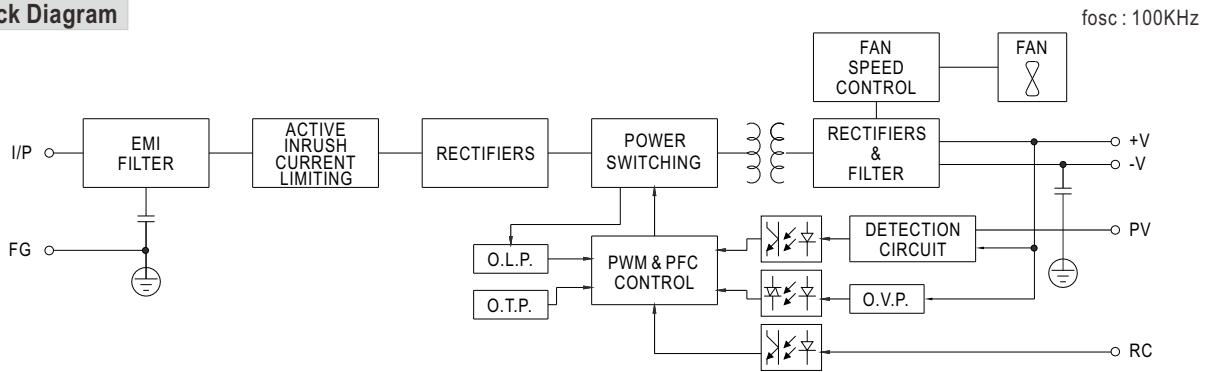 ck Diagram
fosc : 100KHz
FAN
SPEED
CONTROL
FAN
I/P
EMI
FILTER
ACTIVE
INRUSH
CURRENT
LIMITING
RECTIFIERS
POWER
SWITCHING
RECTIFIERS
&
FILTER
+V
-V
FG
O.L.P.
O.T.P.
PWM & PFC
CONTROL
DETECTION
CIRCUIT
PV
O.V.P.
RC